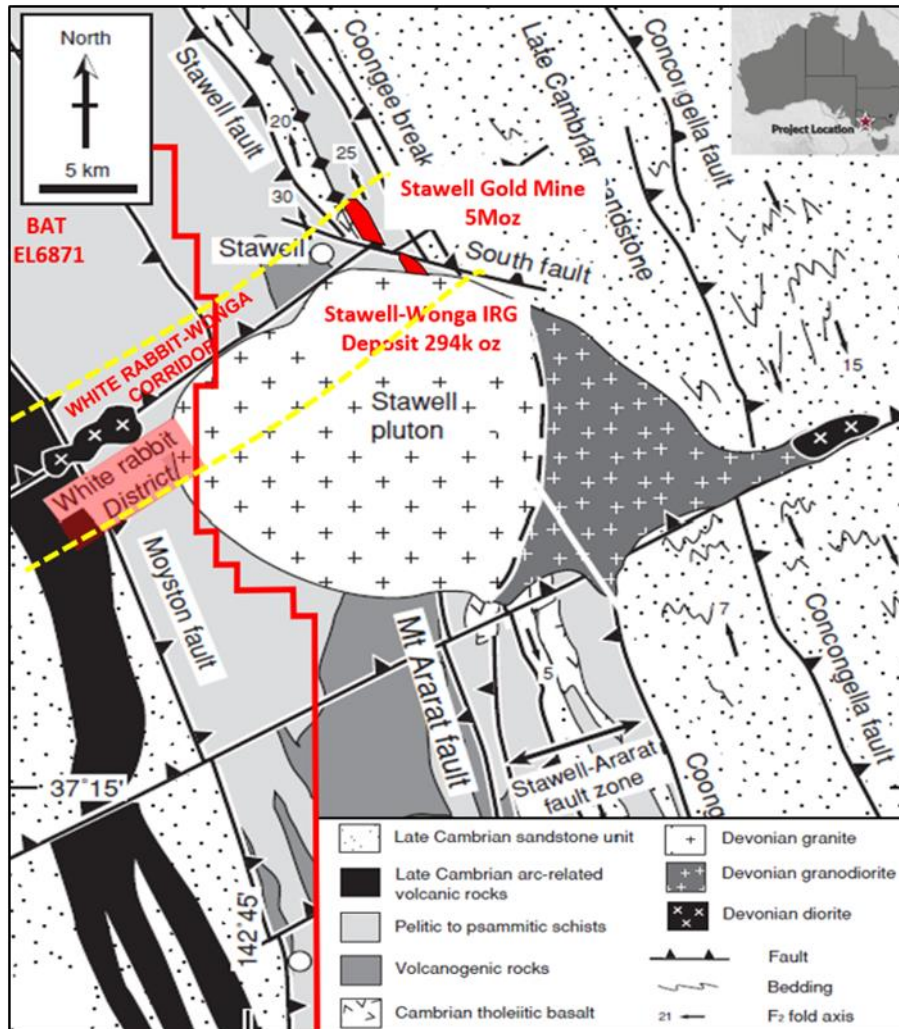 North
5 km
BAT
EL6871
Stawell fault
20
25
30
Coongee break
Late Cambriar
sandstone
Concongella fault
Project Location
Stawell Gold Mine
5Moz
Stawell
South fault
WHITE RABBIT-WONGA
CORRIDOR
Stawell-Wonga IRG
Deposit 294k oz
15
Stawell
pluton
White rabbit
District/
Moyston fault
Mt Ararat fault
7
5
Stawell-Ararat
fault zone
Concongella fault
Coong
37°15'
142°45'
Late Cambrian sandstone unit
Late Cambrian arc-related
volcanic rocks
Pelitic to psammitic schists
Volcanogenic rocks
Cambrian tholeiitic basalt
Devonian granite
Devonian granodiorite
Devonian diorite
Fault
Bedding
21 F2 fold axis